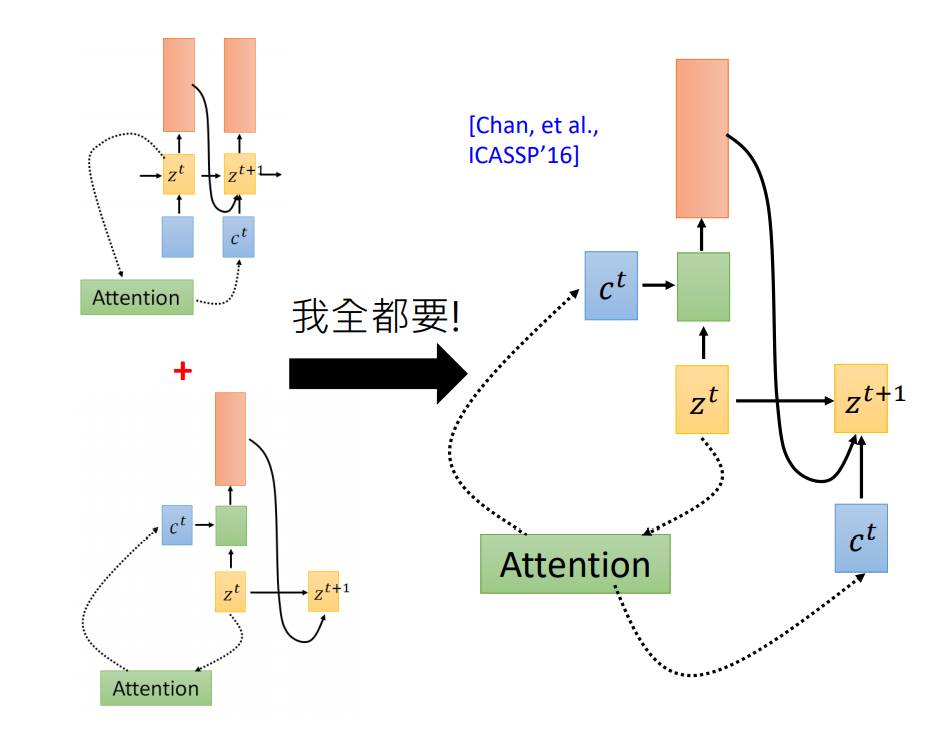 z^t
z^{t+1}
c^t
Attention
+
c^t
z^t
z^{t+1}
Attention
我全都要!
[Chan, et al.,
ICASSP’16]
c^t
z^t
z^{t+1}
c^t
Attention